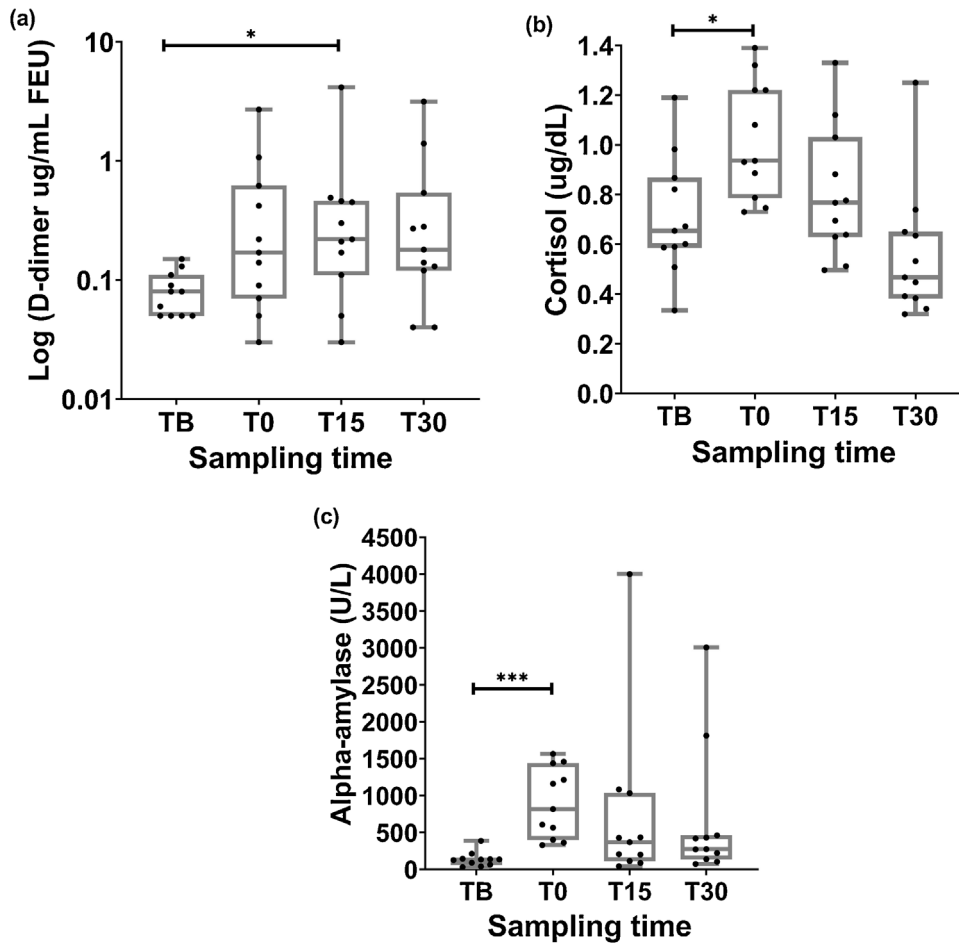 (a)
*
10
1
0.1
0.01
Log (D-dimer ug/mL FEU)
TB T0 T15 T30
Sampling time
(b)
*
1.4
1.2
1.0
0.8
0.6
0.4
0.2
0.0
Cortisol (ug/dL)
TB T0 T15 T30
Sampling time
(c)
***
4500
4000
3500
3000
2500
2000
1500
1000
500
0
Alpha-amylase (U/L)
TB T0 T15 T30
Sampling time